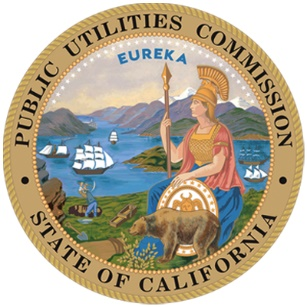 PUBLIC UTILITIES COMMISSION
EUREKA
STATE OF CALIFORNIA